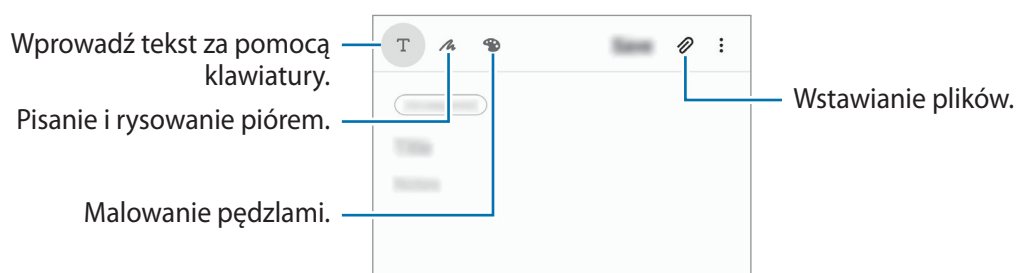 Wprowadź tekst za pomocą
klawiatury.
Pisanie i rysowanie piórem.
Malowanie pędzlami.
T
Wstawianie plików.